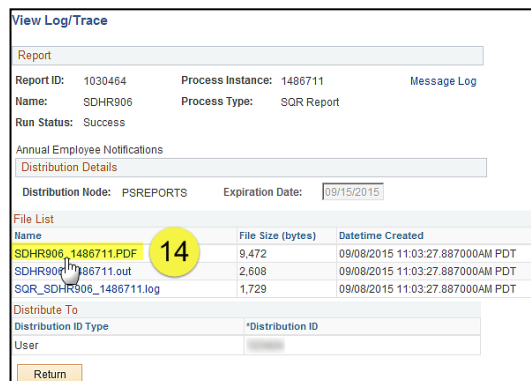 View Log/Trace
Report
Report ID: 1030464 Process Instance: 1486711 Message Log
Name: SDHR906 Process Type: SQR Report
Run Status: Success
Annual Employee Notifications
Distribution Details
Distribution Node: PSREPORTS Expiration Date: 09/15/2015
File List
Name File Size (bytes) Datetime Created
SDHR906_1486711.PDF 14 9,472 09/08/2015 11:03:27.887000AM PDT
SDHR906_1486711.out 2,608 09/08/2015 11:03:27.887000AM PDT
SQR_SDHR906_1486711.log 1,729 09/08/2015 11:03:27.887000AM PDT
Distribute To
Distribution ID Type *Distribution ID
User
Return